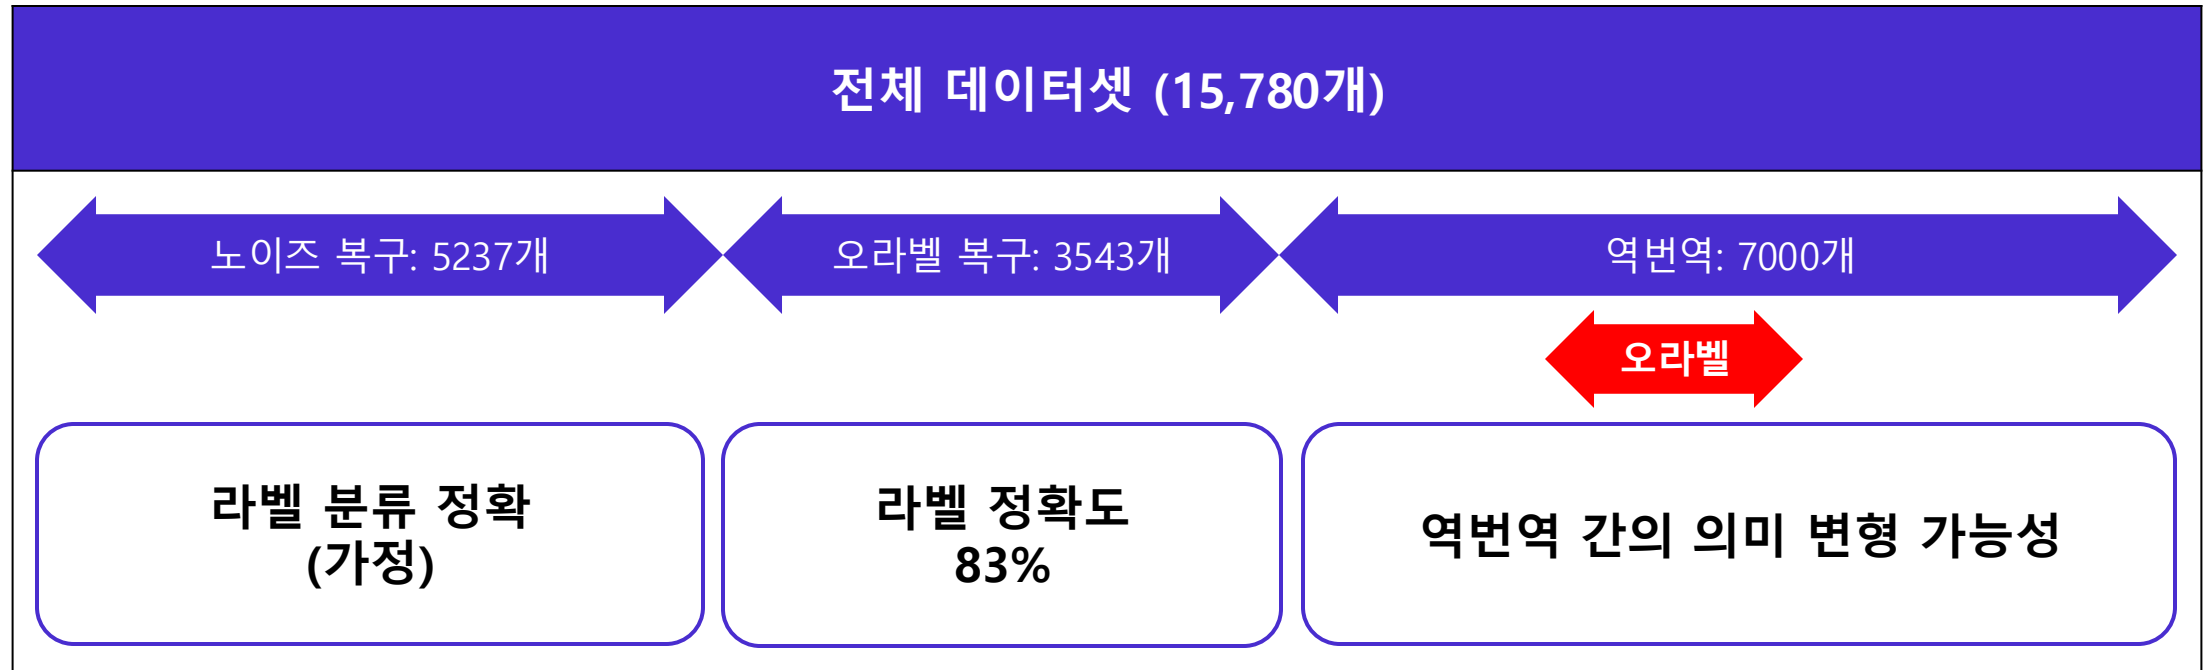 전체 데이터셋 (15,780개)
노이즈 복구: 5237개
오라벨 복구: 3543개
역번역: 7000개
오라벨
라벨 분류 정확
(가정)
라벨 정확도
83%
역번역 간의 의미 변형 가능성